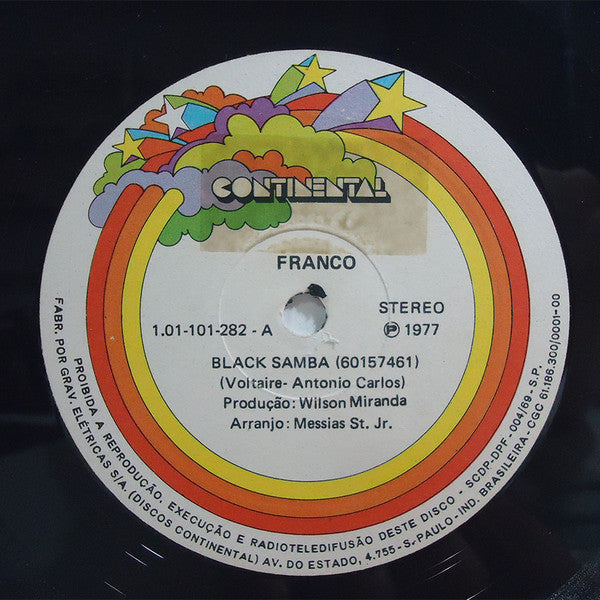 CONTINENTAL
FRANCO
STEREO
1.01-101-282 - A
℗ 1977
BLACK SAMBA (60157461)
(Voltaire- Antonio Carlos)
Produção: Wilson Miranda
Arranjo: Messias St. Jr.
PROIBIDA A REPRODUÇÃO, EXECUÇÃO E RADIOTELEDIFUSÃO DESTE DISCO - SCDP-DPF - 004/69 - S.P.
FABR. POR GRAV. ELÉTRICAS S/A. (DISCOS CONTINENTAL) AV. DO ESTADO, 4.755 - S. PAULO - IND. BRASILEIRA - CGC 61.186.300/0001-00